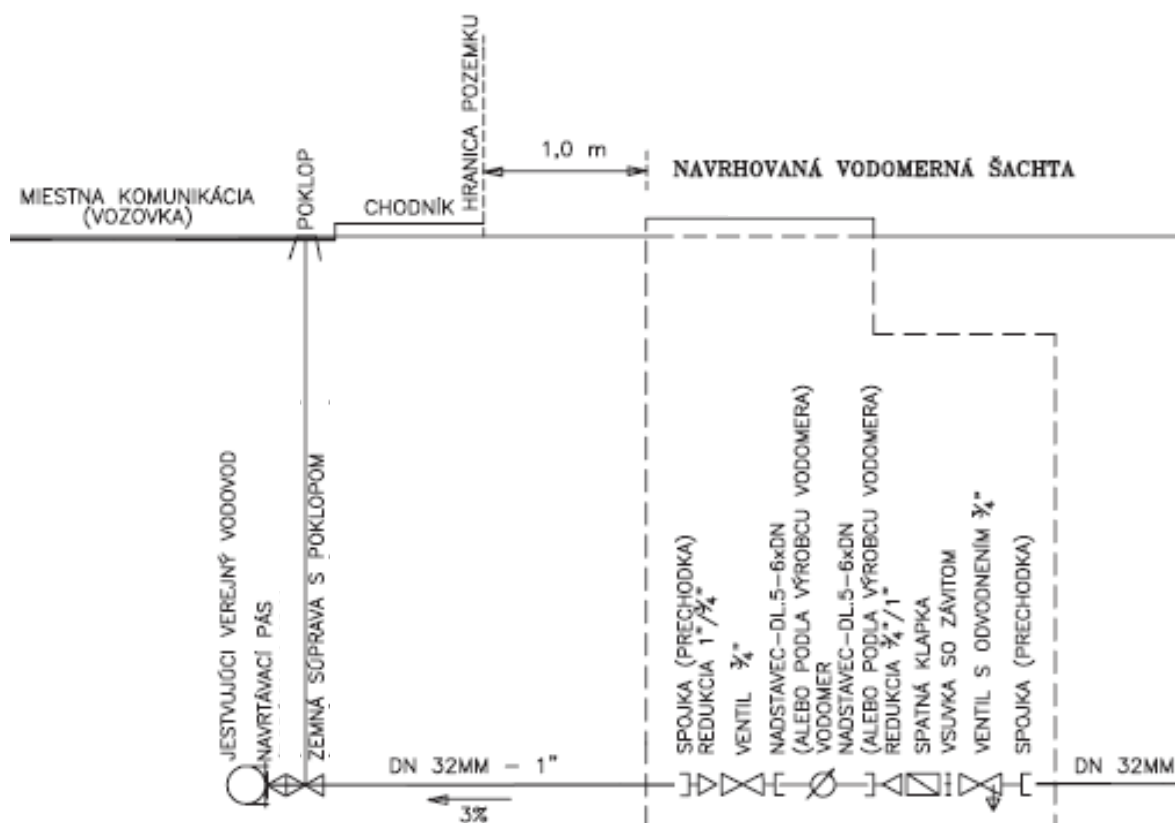 MIESTNA KOMUNIKÁCIA
(VOZOVKA)
POKLOP
CHODNÍK
HRANICA POZEMKU
1,0 m
NAVRHOVANÁ VODOMERNÁ ŠACHTA
JESTVUJÚCI VEREJNÝ VODOVOD
NAVRTÁVACÍ PÁS
ZEMNÁ SÚPRAVA S POKLOPOM
DN 32MM - 1"
3%
SPOJKA (PRECHODKA)
REDUKCIA 1"/¾"
VENTIL ¾"
NADSTAVEC-DL.5-6xDN
(ALEBO PODLA VÝROBCU VODOMERA)
VODOMER
NADSTAVEC-DL.5-6xDN
(ALEBO PODLA VÝROBCU VODOMERA)
REDUKCIA ¾"/1"
SPATNÁ KLAPKA
VSUVKA SO ZÁVITOM
VENTIL S ODVODNENÍM ¾"
SPOJKA (PRECHODKA)
DN 32MM